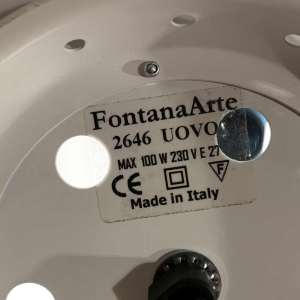 FontanaArte
2646 UOVO
MAX 100 W 230 V E 27
CE F
Made in Italy